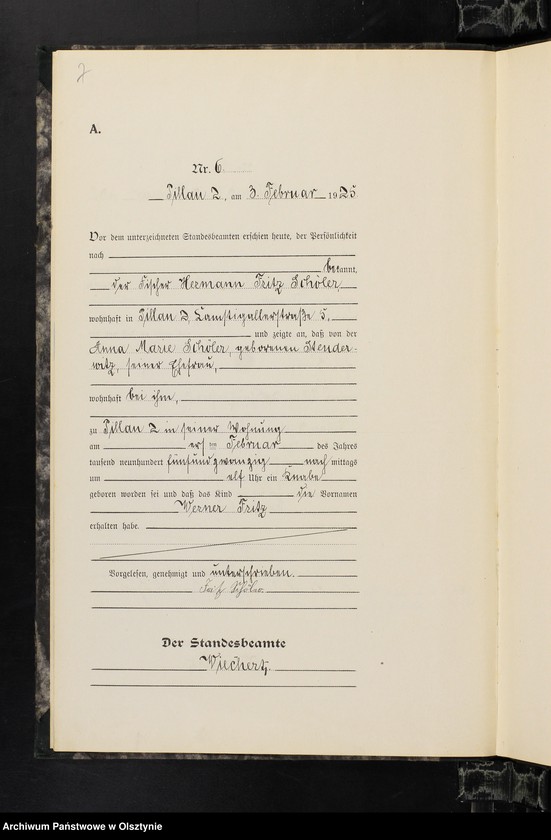 A.
Nr. 6.
Pillau 2, am 3. Februar 1925.
Vor dem unterzeichneten Standesbeamten erschien heute, der Persönlichkeit
nach
bekannt,
der Fischer Hermann Fritz Schöler,
wohnhaft in Pillau 2, Camstigallerstraße 5,
und zeigte an, daß von der
Anna Marie Schöler, geborenen Stender-
witz, seiner Ehefrau,
wohnhaft bei ihm,
zu Pillau 2 in seiner Wohnung
am ersten Februar des Jahres
tausend neunhundert fünfundzwanzig nachmittags
um elf Uhr ein Knabe
geboren worden sei und daß das Kind die Vornamen
Werner Fritz
erhalten habe.
Vorgelesen, genehmigt und unterschrieben.
Fritz Schöler.
Der Standesbeamte
Wiechert.
Archiwum Państwowe w Olsztynie